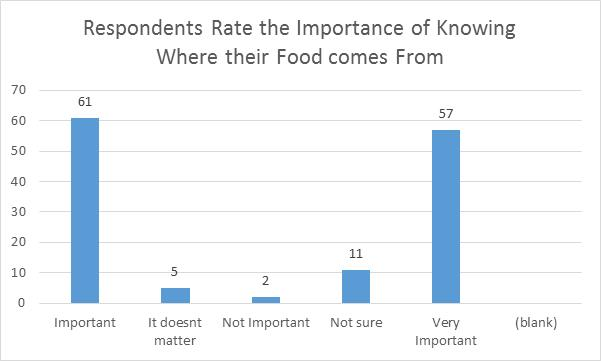 Respondents Rate the Importance of Knowing
Where their Food comes From
70
60
50
40
30
20
10
0
61
5
2
11
57
Important
It doesnt
matter
Not Important
Not sure
Very
Important
(blank)